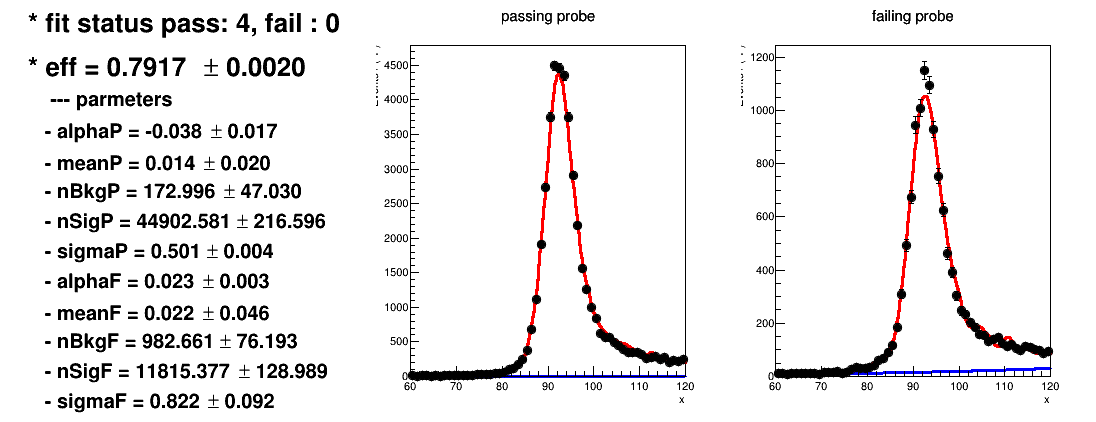 * fit status pass: 4, fail : 0
* eff = 0.7917 ± 0.0020
--- parmeters
- alphaP = -0.038 ± 0.017
- meanP = 0.014 ± 0.020
- nBkgP = 172.996 ± 47.030
- nSigP = 44902.581 ± 216.596
- sigmaP = 0.501 ± 0.004
- alphaF = 0.023 ± 0.003
- meanF = 0.022 ± 0.046
- nBkgF = 982.661 ± 76.193
- nSigF = 11815.377 ± 128.989
- sigmaF = 0.822 ± 0.092
passing probe
4500
4000
3500
3000
2500
2000
1500
1000
500
0
60 70 80 90 100 110 120
x
failing probe
1200
1000
800
600
400
200
0
60 70 80 90 100 110 120
x